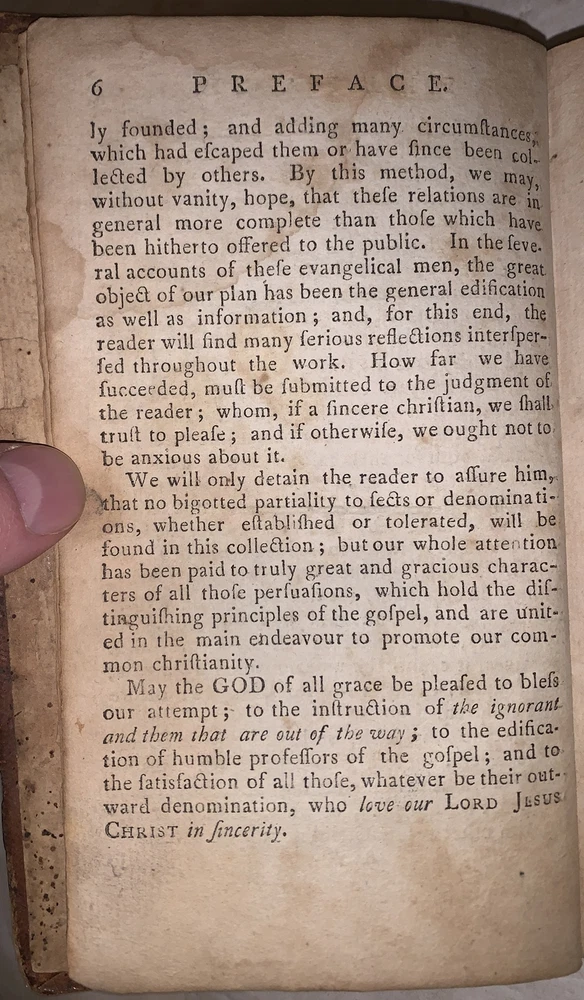 6 PREFACE.
ly founded; and adding many circumſtances,
which had eſcaped them or have ſince been col-
lected by others. By this method, we may,
without vanity, hope, that theſe relations are in
general more complete than thoſe which have
been hitherto offered to the public. In the ſeve-
ral accounts of theſe evangelical men, the great
object of our plan has been the general edification
as well as information; and, for this end, the
reader will find many ſerious reflections interſper-
ſed throughout the work. How far we have
ſucceeded, muſt be ſubmitted to the judgment of
the reader; whom, if a ſincere chriſtian, we ſhall
truſt to pleaſe; and if otherwiſe, we ought not to
be anxious about it.
We will only detain the reader to aſſure him,
that no bigotted partiality to ſects or denominati-
ons, whether eſtabliſhed or tolerated, will be
found in this collection; but our whole attention
has been paid to truly great and gracious charac-
ters of all thoſe perſuaſions, which hold the diſ-
tinguiſhing principles of the goſpel, and are unit-
ed in the main endeavour to promote our com-
mon chriſtianity.
May the GOD of all grace be pleaſed to bleſs
our attempt; to the inſtruction of the ignorant
and them that are out of the way; to the edifica-
tion of humble profeſſors of the goſpel; and to
the ſatisfaction of all thoſe, whatever be their out-
ward denomination, who love our LORD JESUS
CHRIST in ſincerity.